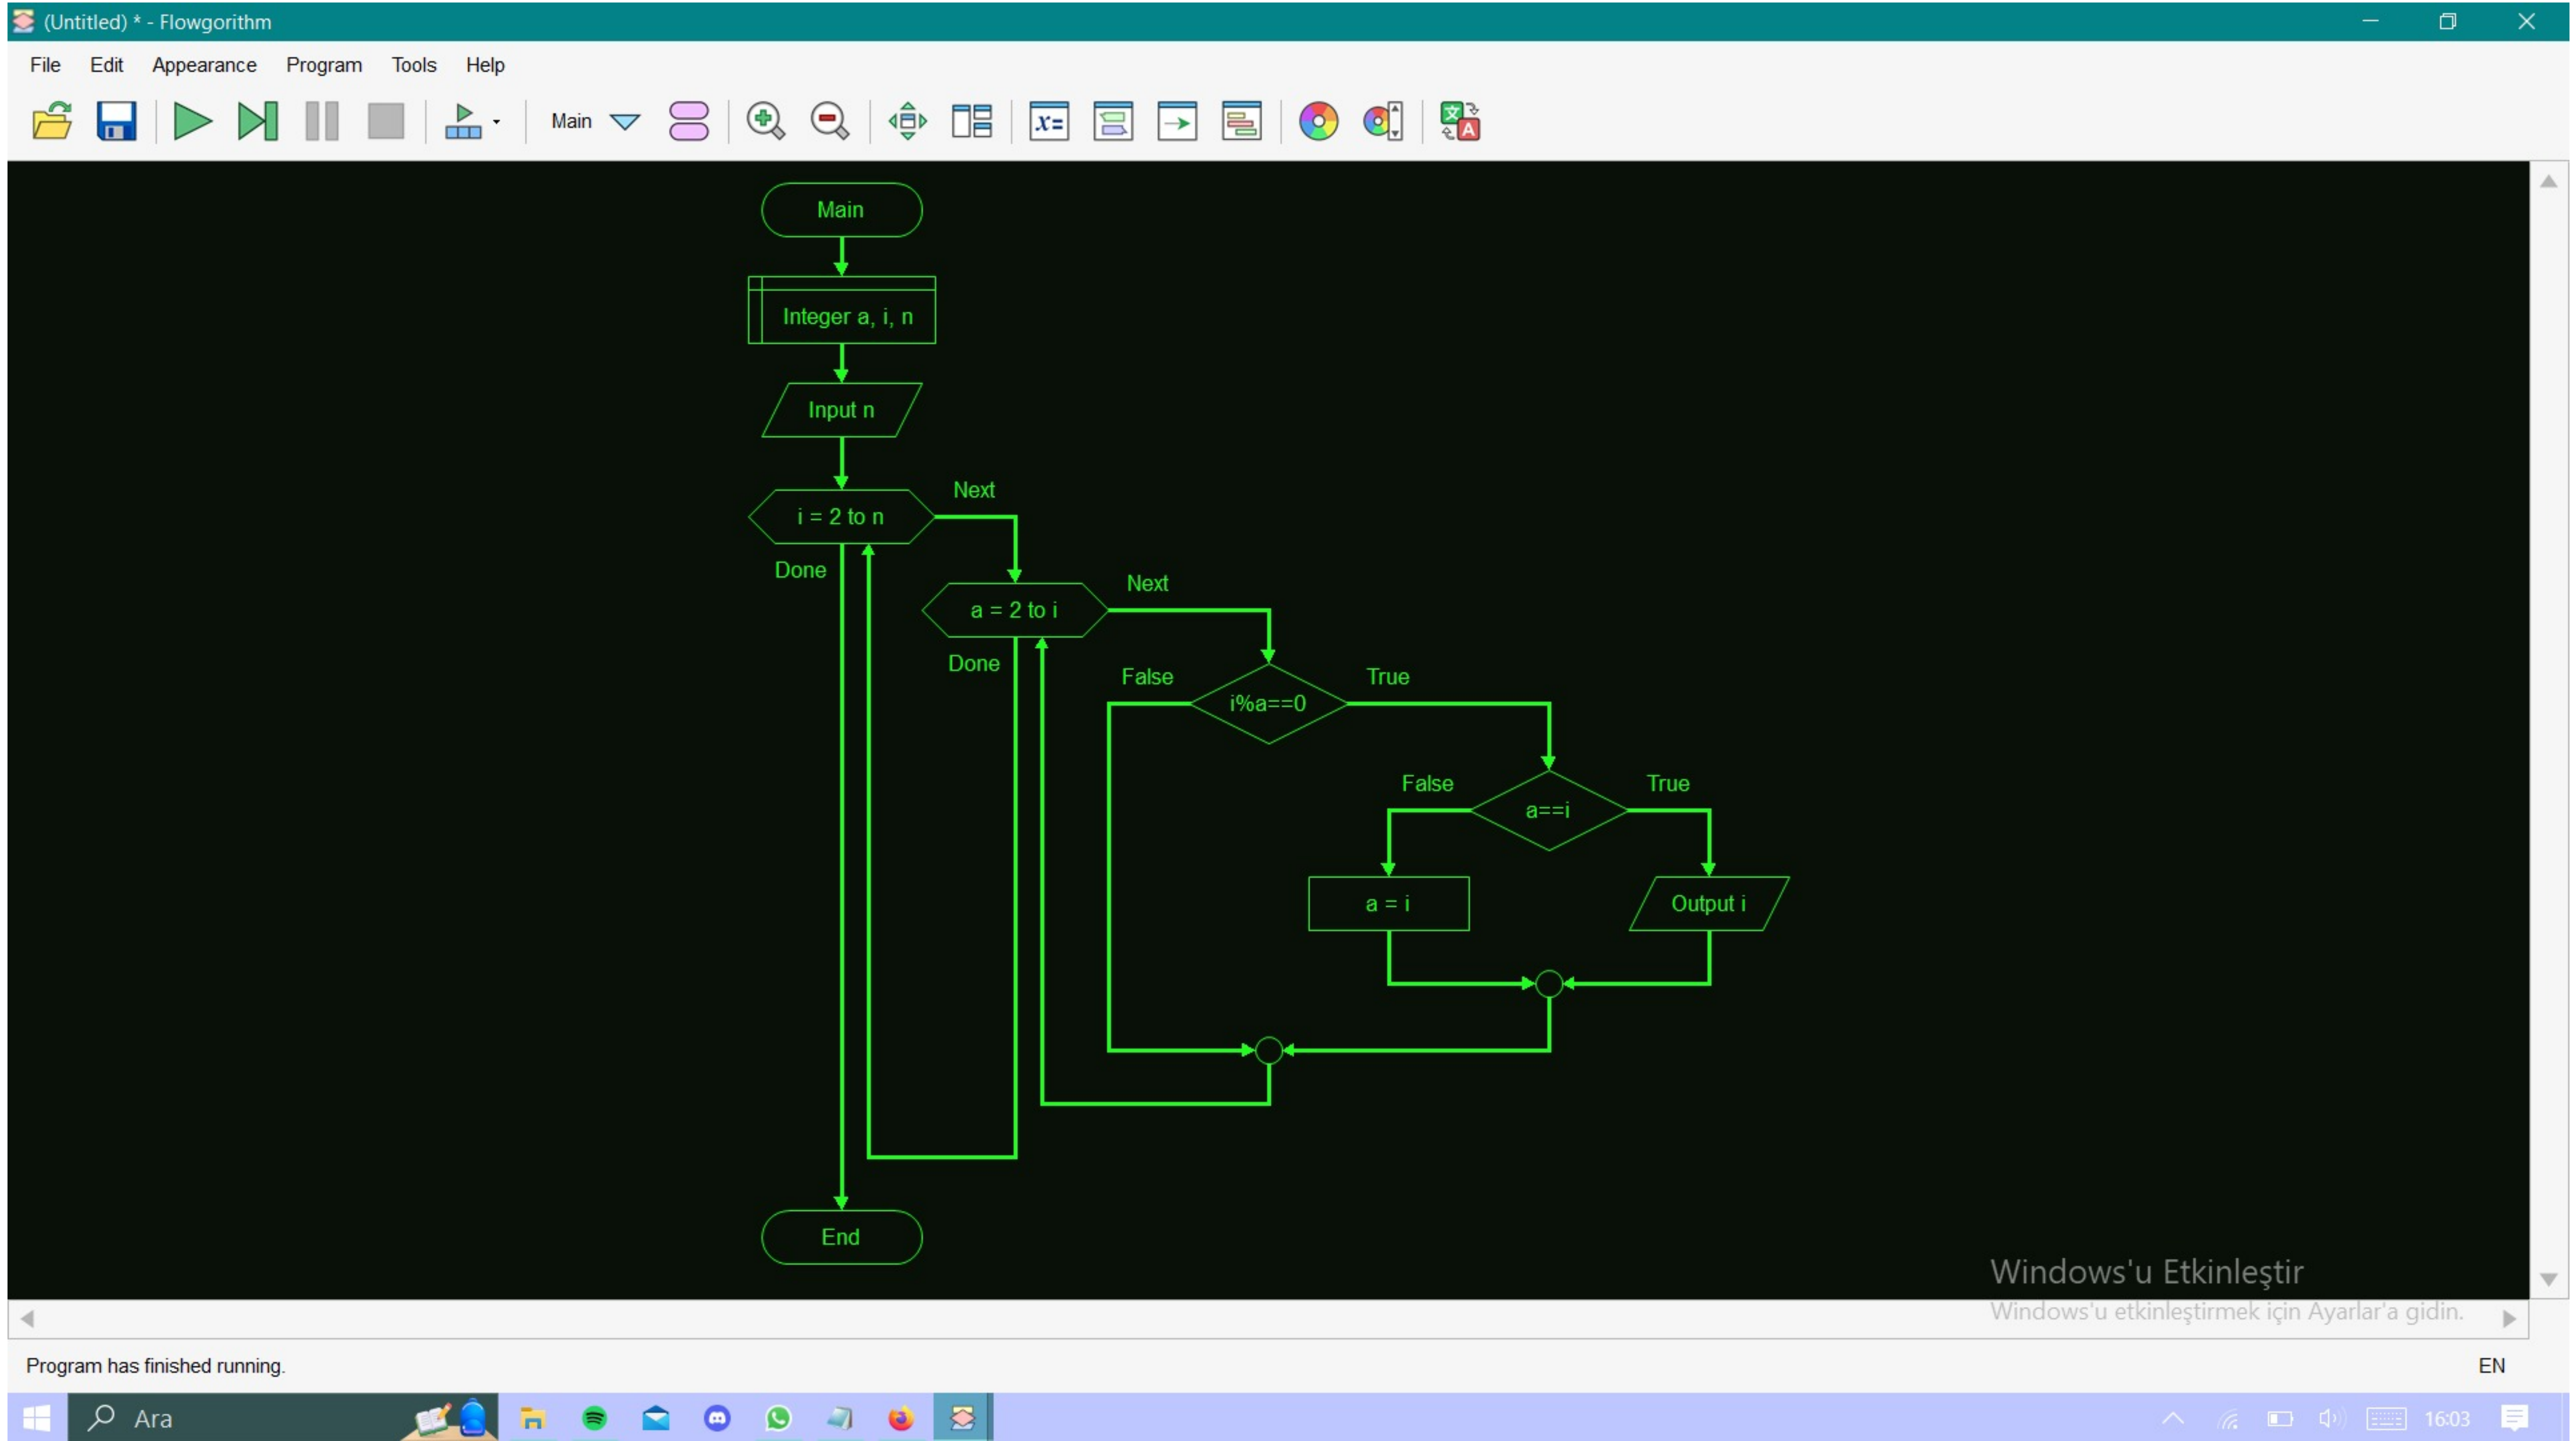 (Untitled) * - Flowgorithm
File Edit Appearance Program Tools Help
Main
Main
Integer a, i, n
Input n
Next
i = 2 to n
Done
Next
a = 2 to i
Done
False
True
i%a==0
False
True
a==i
a = i
Output i
End
Windows'u Etkinleştir
Windows'u etkinleştirmek için Ayarlar'a gidin.
Program has finished running.
EN
Ara
16:03